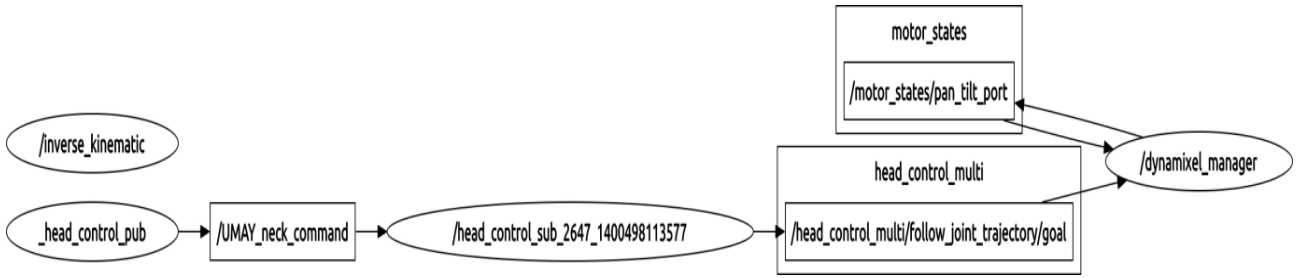 motor_states
/motor_states/pan_tilt_port
/inverse_kinematic
/dynamixel_manager
head_control_multi
_head_control_pub
/UMAY_neck_command
/head_control_sub_2647_1400498113577
/head_control_multi/follow_joint_trajectory/goal